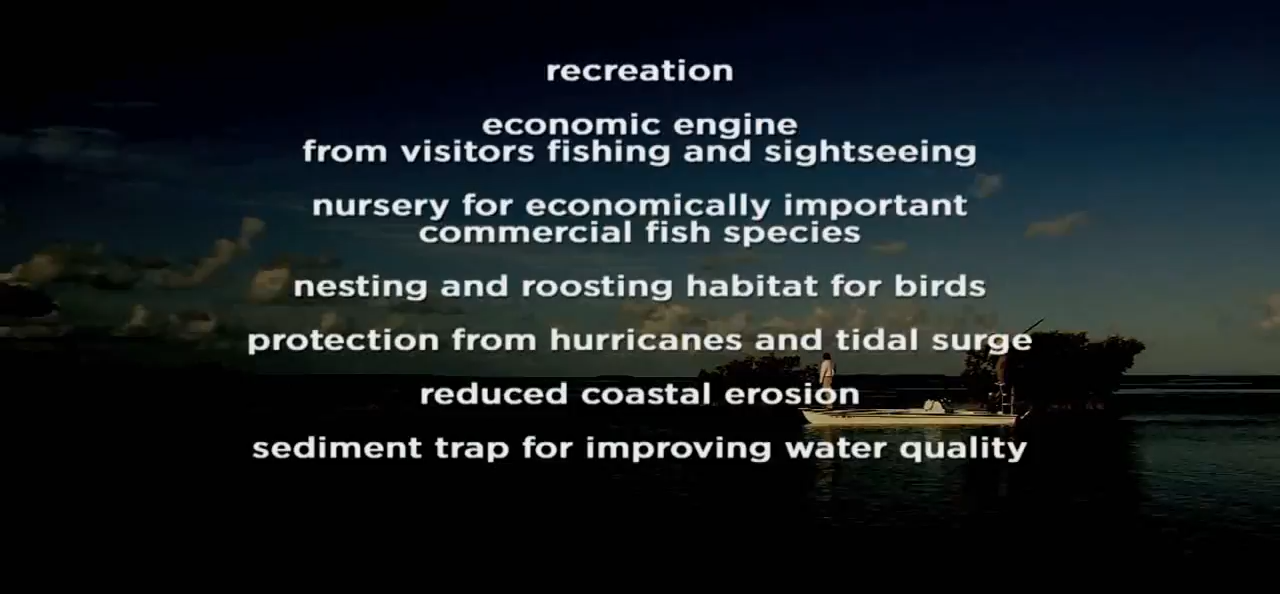 recreation
economic engine
from visitors fishing and sightseeing
nursery for economically important
commercial fish species
nesting and roosting habitat for birds
protection from hurricanes and tidal surge
reduced coastal erosion
sediment trap for improving water quality